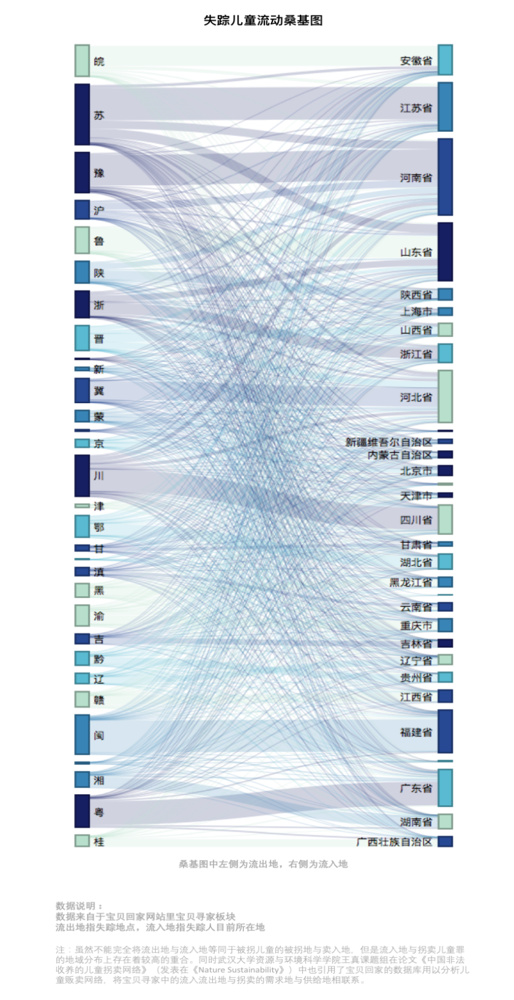 失踪儿童流动桑基图
皖
安徽省
苏
江苏省
豫
河南省
沪
鲁
山东省
陕
陕西省
浙
上海市
山西省
晋
浙江省
新
冀
河北省
蒙
京
新疆维吾尔自治区
内蒙古自治区
川
北京市
津
天津市
鄂
四川省
甘
甘肃省
湖北省
滇
黑
黑龙江省
云南省
渝
重庆市
吉
吉林省
黔
辽宁省
辽
贵州省
赣
江西省
闽
福建省
湘
广东省
粤
湖南省
桂
广西壮族自治区
桑基图中左侧为流出地，右侧为流入地
数据说明：
数据来自于宝贝回家网站里宝贝寻家板块
流出地指失踪地点，流入地指失踪人目前所在地
注：虽然不能完全将流出地与流入地等同于被拐儿童的被拐地与卖入地，但是流入地与拐卖儿童罪
的地域分布上存在着较高的重合。同时武汉大学资源与环境科学学院王真课题组在论文《中国非法
收养的儿童拐卖网络》（发表在《Nature Sustainability》）中也引用了宝贝回家的数据库用以分析儿
童贩卖网络，将宝贝寻家中的流入流出地与拐卖的需求地与供给地相联系。